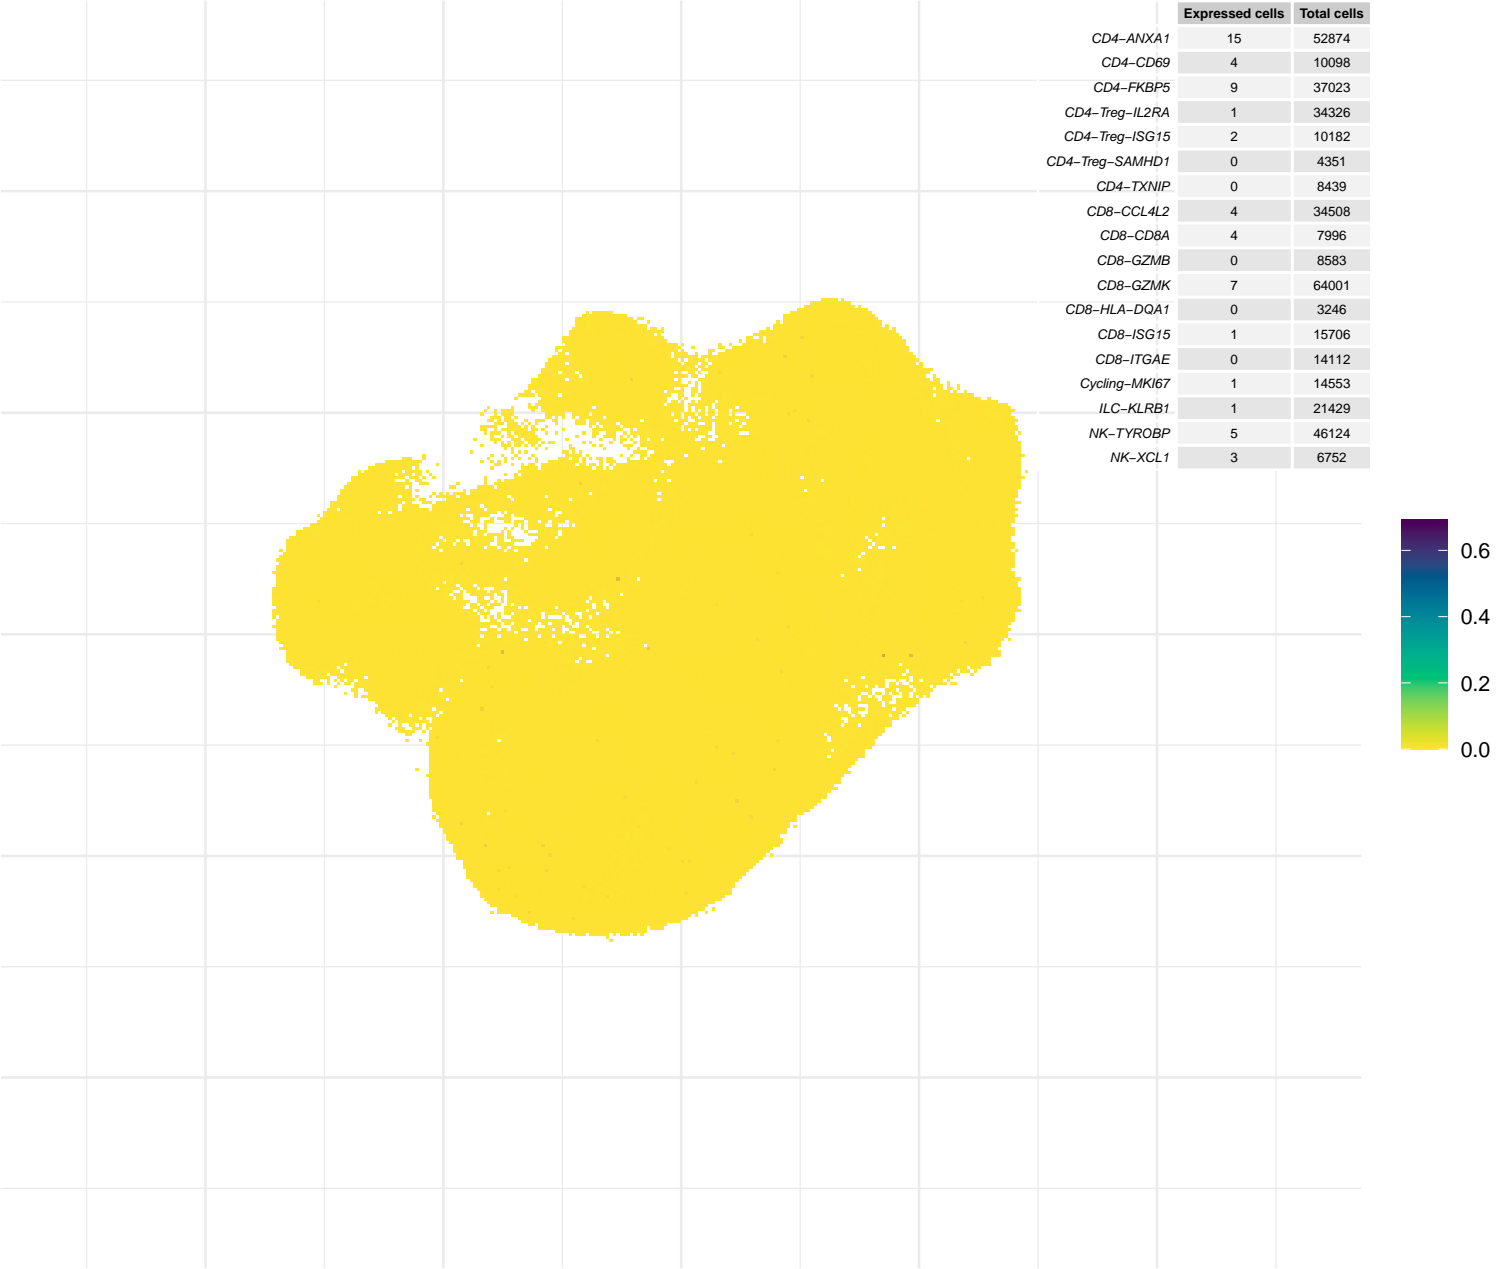 Expressed cells Total cells
CD4−ANXA1 15 52874
CD4−CD69 4 10098
CD4−FKBP5 9 37023
CD4−Treg−IL2RA 1 34326
CD4−Treg−ISG15 2 10182
CD4−Treg−SAMHD1 0 4351
CD4−TXNIP 0 8439
CD8−CCL4L2 4 34508
CD8−CD8A 4 7996
CD8−GZMB 0 8583
CD8−GZMK 7 64001
CD8−HLA−DQA1 0 3246
CD8−ISG15 1 15706
CD8−ITGAE 0 14112
Cycling−MKI67 1 14553
ILC−KLRB1 1 21429
NK−TYROBP 5 46124
NK−XCL1 3 6752
0.6
0.4
0.2
0.0